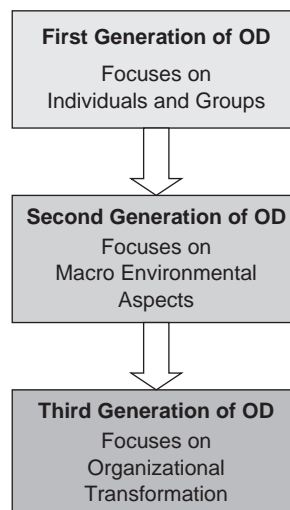 First Generation of OD
Focuses on
Individuals and Groups
Second Generation of OD
Focuses on
Macro Environmental
Aspects
Third Generation of OD
Focuses on
Organizational
Transformation